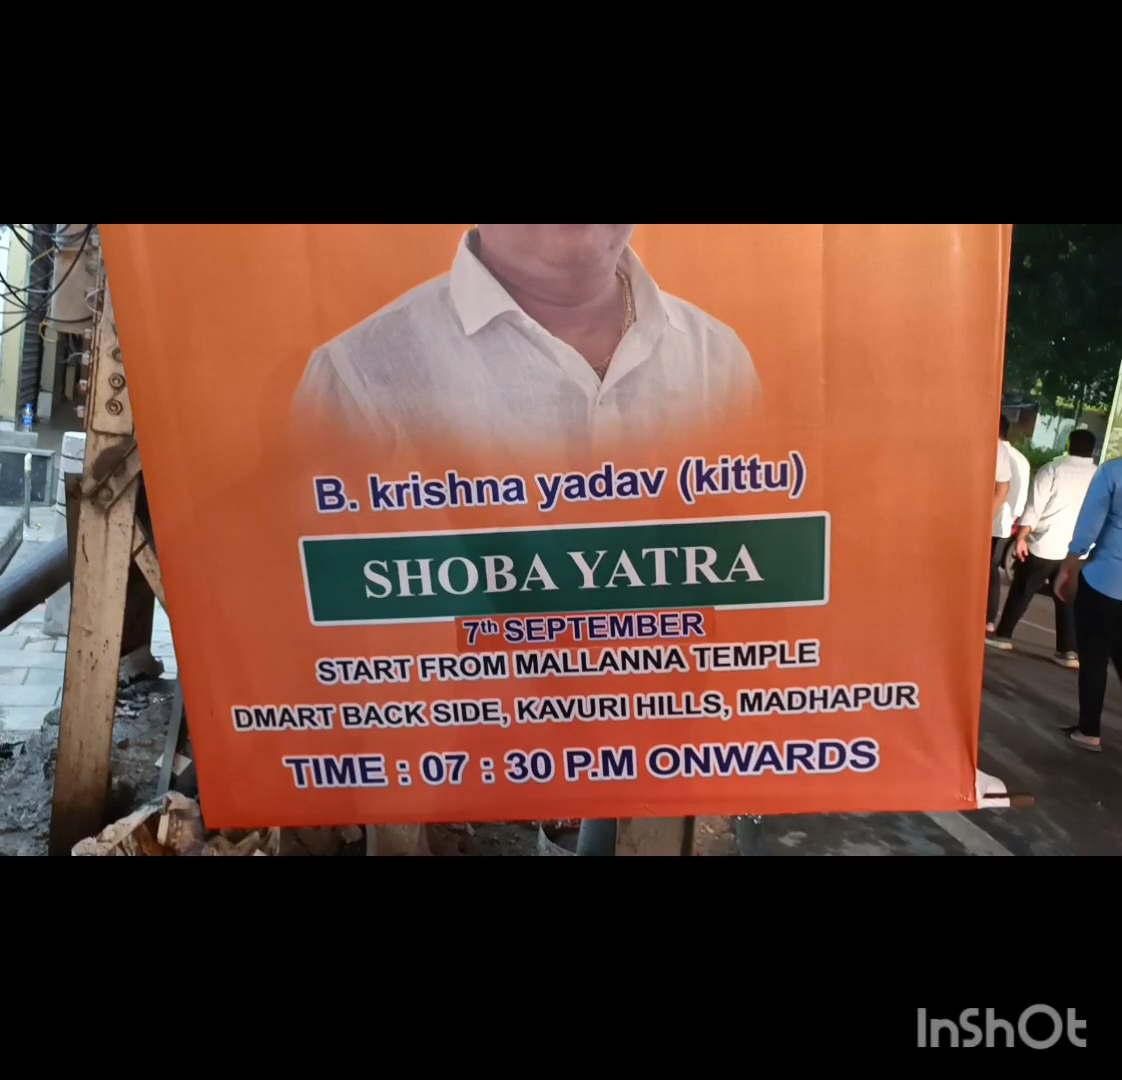 B. krishna yadav (kittu)
SHOBA YATRA
7th SEPTEMBER
START FROM MALLANNA TEMPLE
DMART BACK SIDE, KAVURI HILLS, MADHAPUR
TIME : 07 : 30 P.M ONWARDS
InShOt